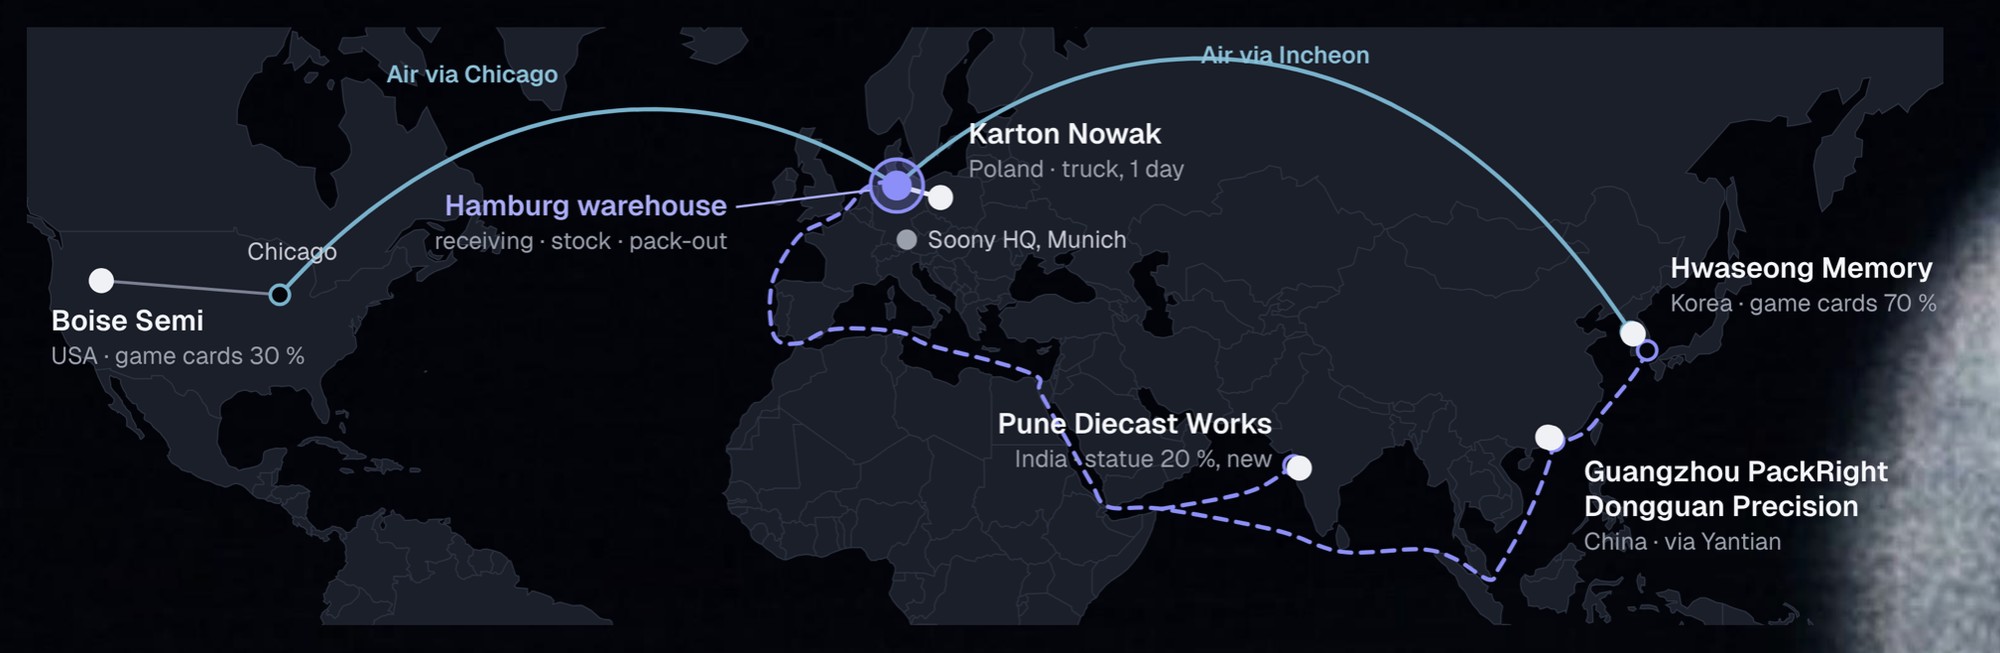 Air via Chicago
Air via Incheon
Karton Nowak
Poland · truck, 1 day
Hamburg warehouse
receiving · stock · pack-out
Soony HQ, Munich
Chicago
Boise Semi
USA · game cards 30 %
Hwaseong Memory
Korea · game cards 70 %
Pune Diecast Works
India · statue 20 %, new
Guangzhou PackRight
Dongguan Precision
China · via Yantian